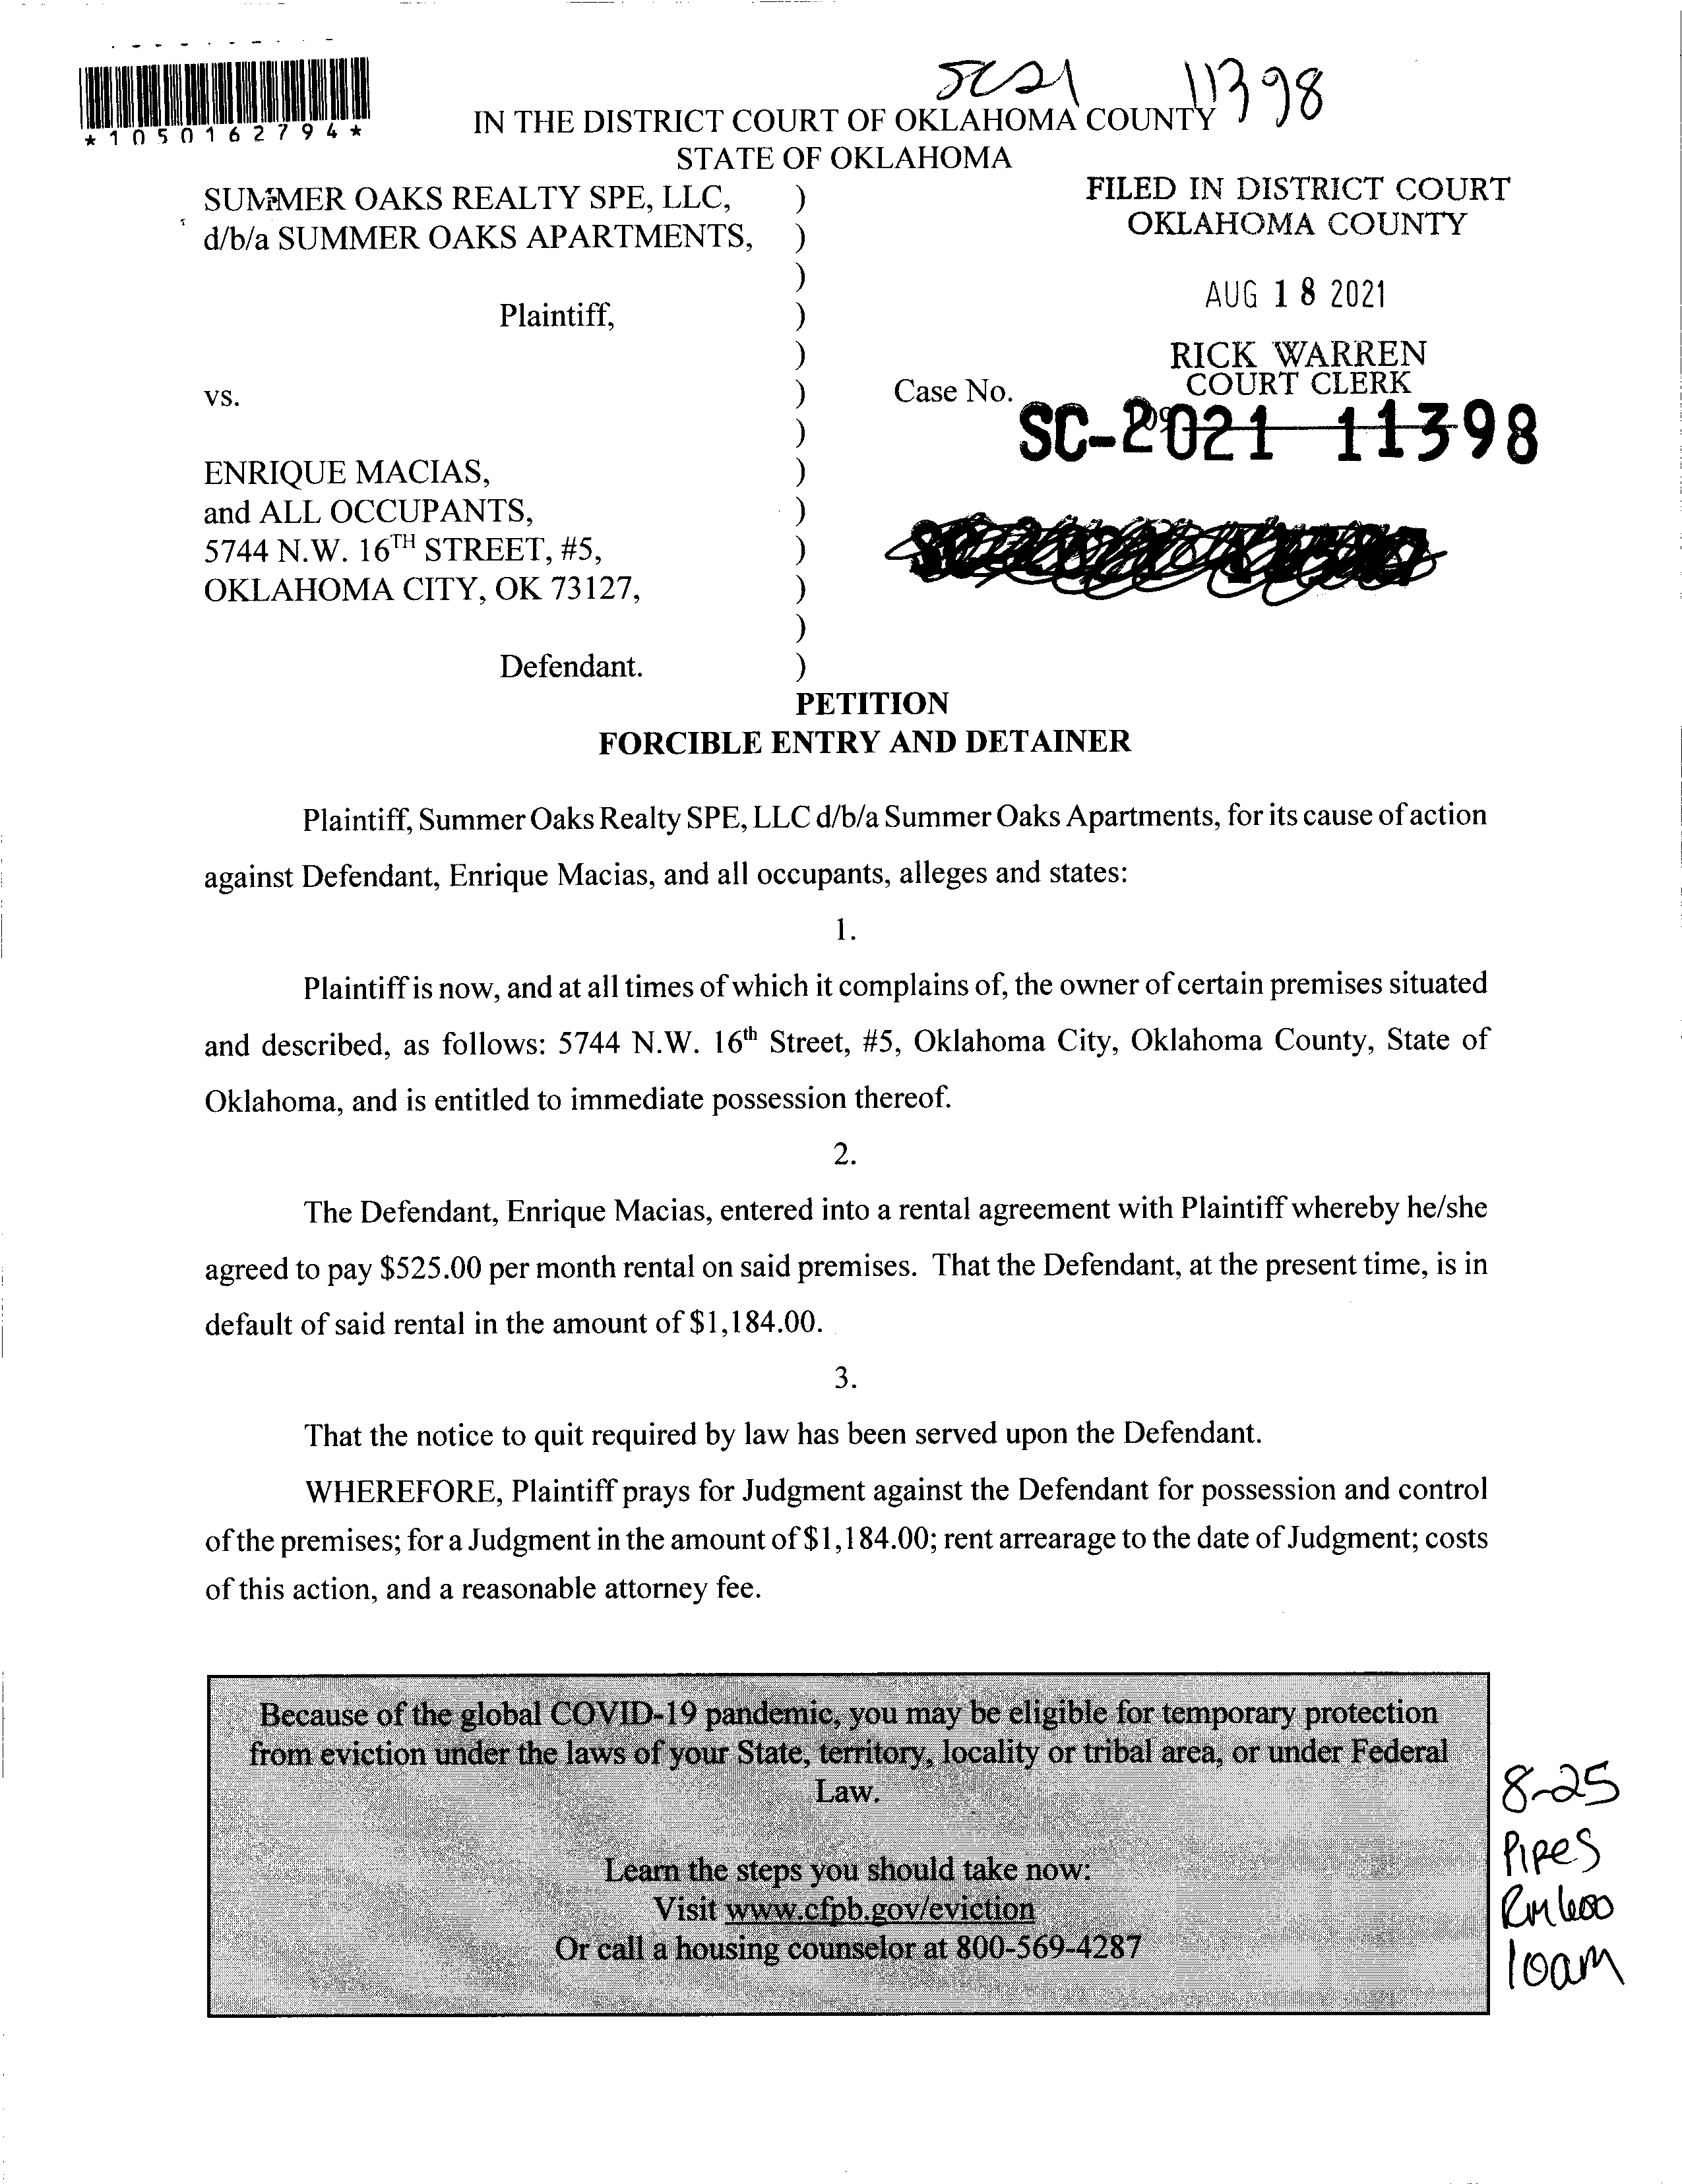 SC21 11398
*1050162794*
IN THE DISTRICT COURT OF OKLAHOMA COUNTY
STATE OF OKLAHOMA
SUMMER OAKS REALTY SPE, LLC, )
d/b/a SUMMER OAKS APARTMENTS, )
)
Plaintiff, )
)
vs. )
)
ENRIQUE MACIAS, )
and ALL OCCUPANTS, )
5744 N.W. 16TH STREET, #5, )
OKLAHOMA CITY, OK 73127, )
)
Defendant. )
FILED IN DISTRICT COURT
OKLAHOMA COUNTY
AUG 18 2021
RICK WARREN
COURT CLERK
Case No.
SC-2021 11398
PETITION
FORCIBLE ENTRY AND DETAINER
Plaintiff, Summer Oaks Realty SPE, LLC d/b/a Summer Oaks Apartments, for its cause of action
against Defendant, Enrique Macias, and all occupants, alleges and states:
1.
Plaintiff is now, and at all times of which it complains of, the owner of certain premises situated
and described, as follows: 5744 N.W. 16th Street, #5, Oklahoma City, Oklahoma County, State of
Oklahoma, and is entitled to immediate possession thereof.
2.
The Defendant, Enrique Macias, entered into a rental agreement with Plaintiff whereby he/she
agreed to pay $525.00 per month rental on said premises. That the Defendant, at the present time, is in
default of said rental in the amount of $1,184.00.
3.
That the notice to quit required by law has been served upon the Defendant.
WHEREFORE, Plaintiff prays for Judgment against the Defendant for possession and control
of the premises; for a Judgment in the amount of $1,184.00; rent arrearage to the date of Judgment; costs
of this action, and a reasonable attorney fee.
Because of the global COVID-19 pandemic, you may be eligible for temporary protection
from eviction under the laws of your State, territory, locality or tribal area, or under Federal
Law.
Learn the steps you should take now:
Visit www.cfpb.gov/eviction
Or call a housing counselor at 800-569-4287
8-25
Pipes
Rm 600
10am